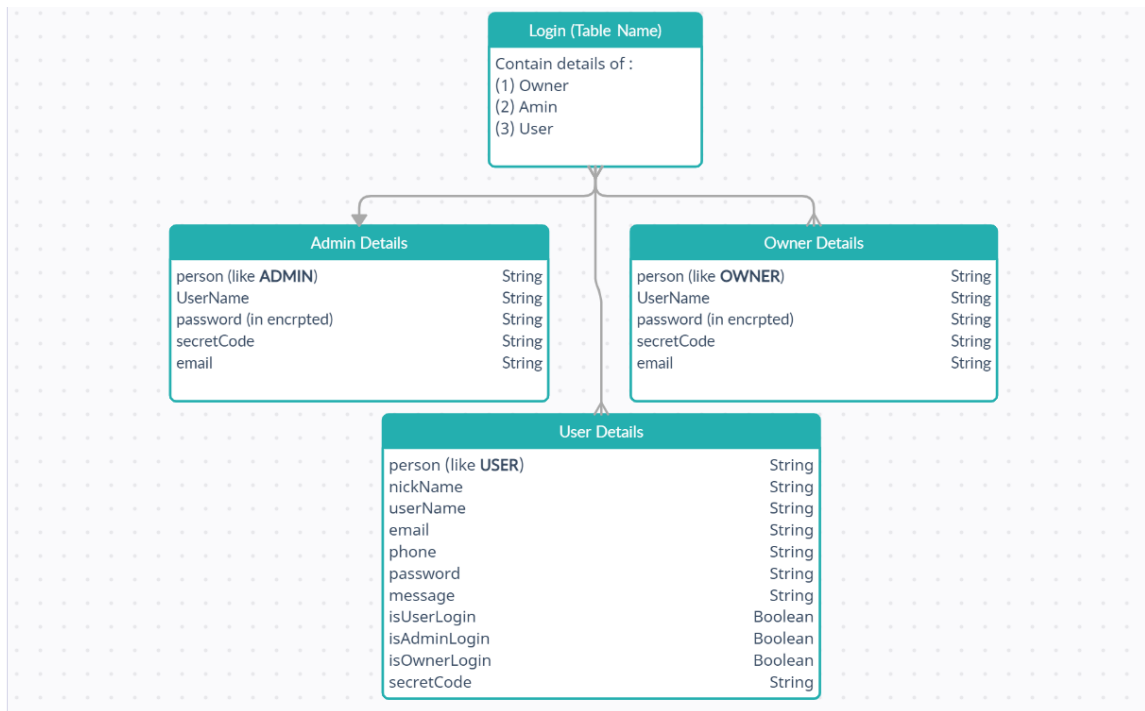 Login (Table Name)
Contain details of :
(1) Owner
(2) Amin
(3) User
Admin Details
person (like ADMIN) String
UserName String
password (in encrpted) String
secretCode String
email String
Owner Details
person (like OWNER) String
UserName String
password (in encrpted) String
secretCode String
email String
User Details
person (like USER) String
nickName String
userName String
email String
phone String
password String
message String
isUserLogin Boolean
isAdminLogin Boolean
isOwnerLogin Boolean
secretCode String